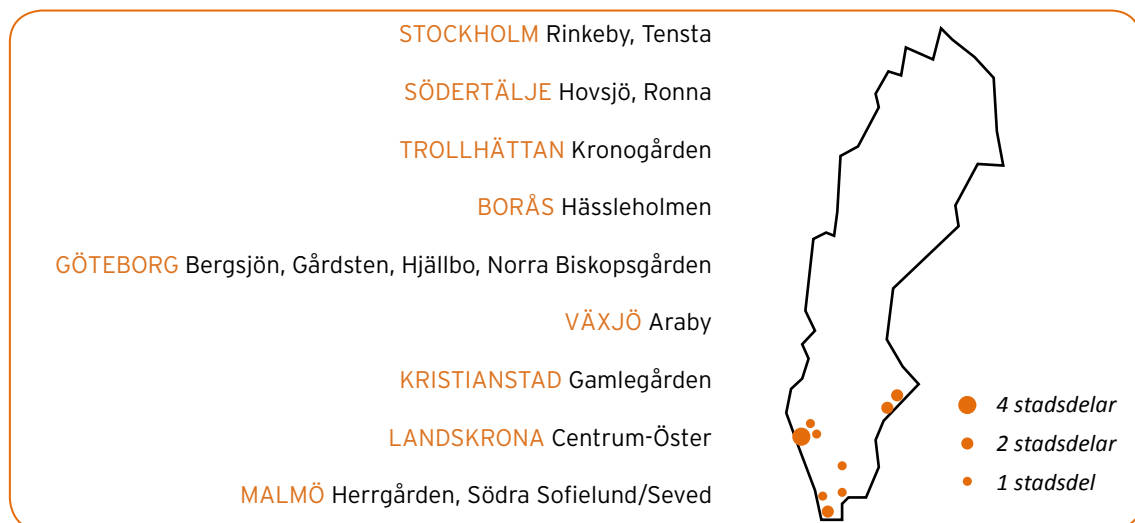 STOCKHOLM Rinkeby, Tensta
SÖDERTÄLJE Hovsjö, Ronna
TROLLHÄTTAN Kronogården
BORÅS Hässleholmen
GÖTEBORG Bergsjön, Gårdsten, Hjällbo, Norra Biskopsgården
VÄXJÖ Araby
KRISTIANSTAD Gamlegården
LANDSKRONA Centrum-Öster
MALMÖ Herrgården, Södra Sofielund/Seved
4 stadsdelar
2 stadsdelar
1 stadsdel